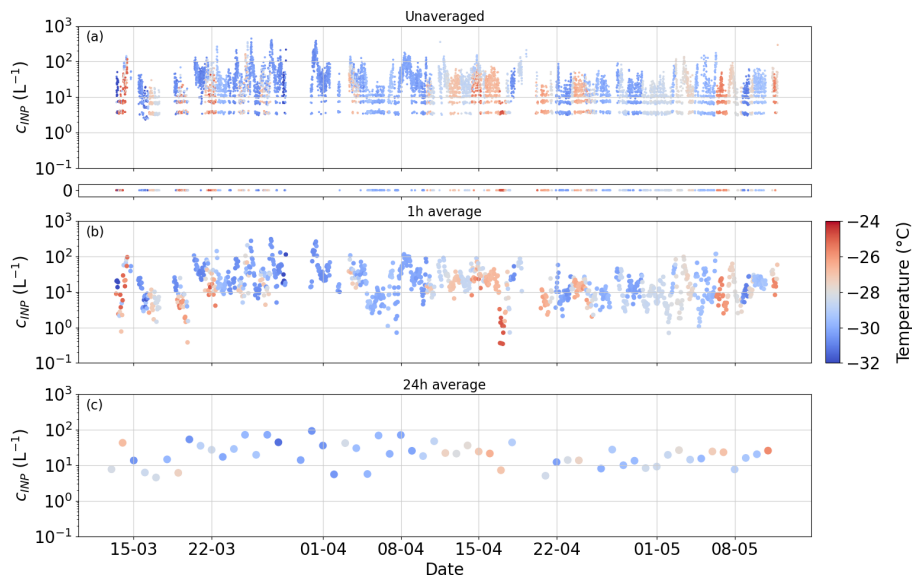 Unaveraged
(a)
10³
10²
10¹
10⁰
10⁻¹
c_INP (L⁻¹)
0
1h average
(b)
10³
10²
10¹
10⁰
10⁻¹
c_INP (L⁻¹)
−24
−26
−28
−30
−32
Temperature (°C)
24h average
(c)
10³
10²
10¹
10⁰
10⁻¹
c_INP (L⁻¹)
15-03 22-03 01-04 08-04 15-04 22-04 01-05 08-05
Date